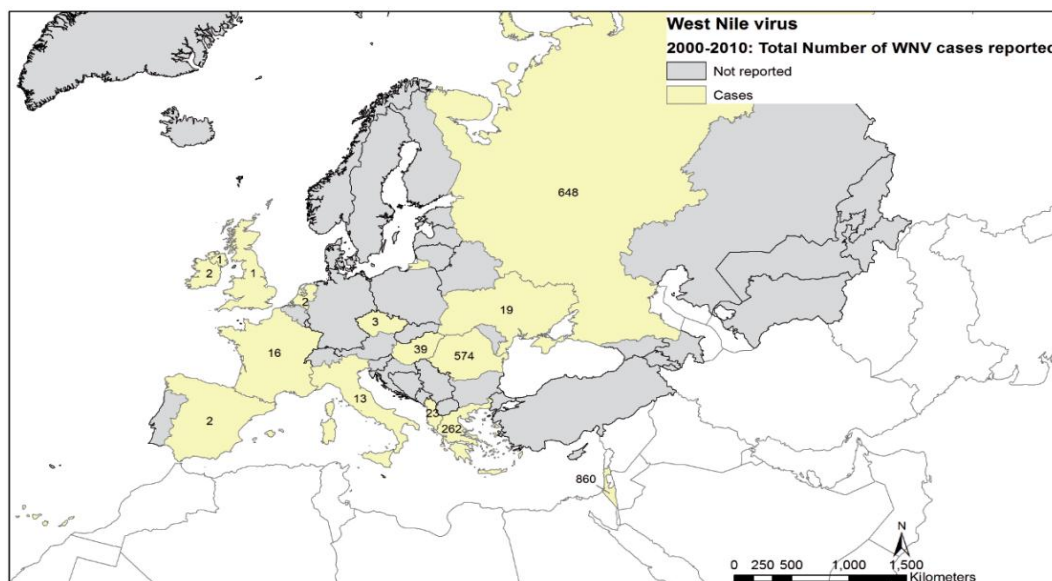 West Nile virus
2000-2010: Total Number of WNV cases reported
Not reported
Cases
648
1
2
1
2
19
3
39
574
16
13
2
23
262
860
N
0 250 500 1,000 1,500
Kilometers